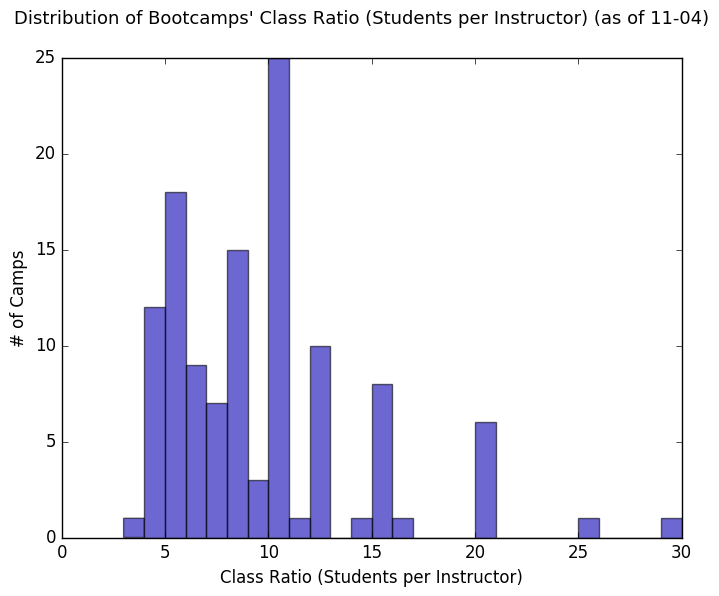 Distribution of Bootcamps' Class Ratio (Students per Instructor) (as of 11-04)
25
20
15
10
5
0
# of Camps
0 5 10 15 20 25 30
Class Ratio (Students per Instructor)